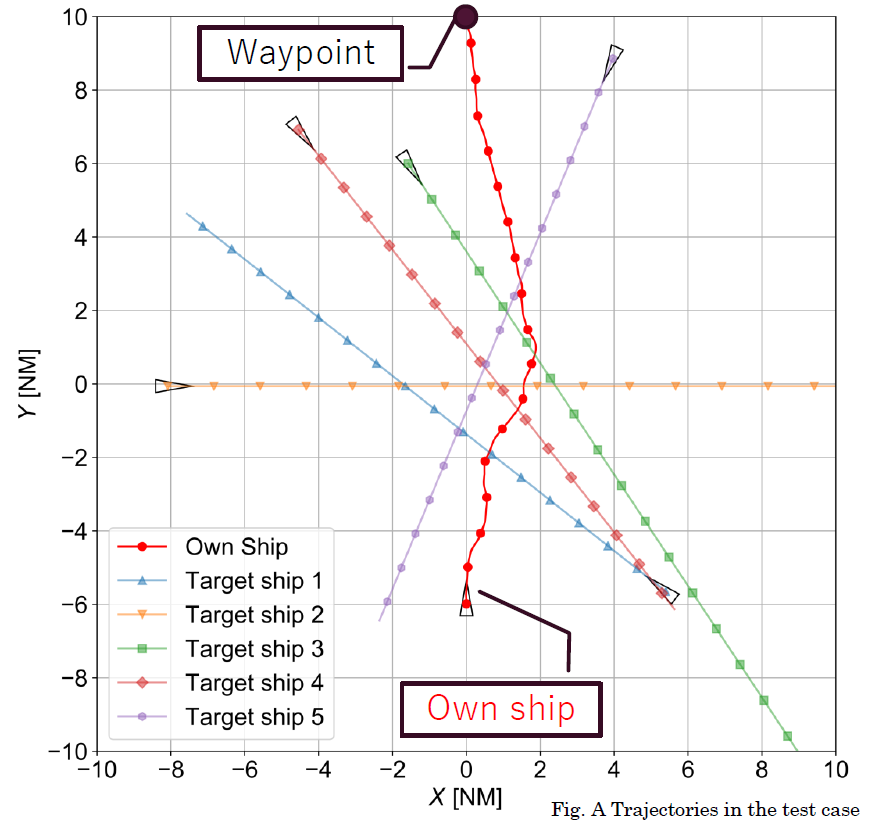 10
8
6
4
2
0
−2
−4
−6
−8
−10
Y [NM]
Waypoint
Own Ship
Target ship 1
Target ship 2
Target ship 3
Target ship 4
Target ship 5
Own ship
−10 −8 −6 −4 −2 0 2 4 6 8 10
X [NM]
Fig. A Trajectories in the test case